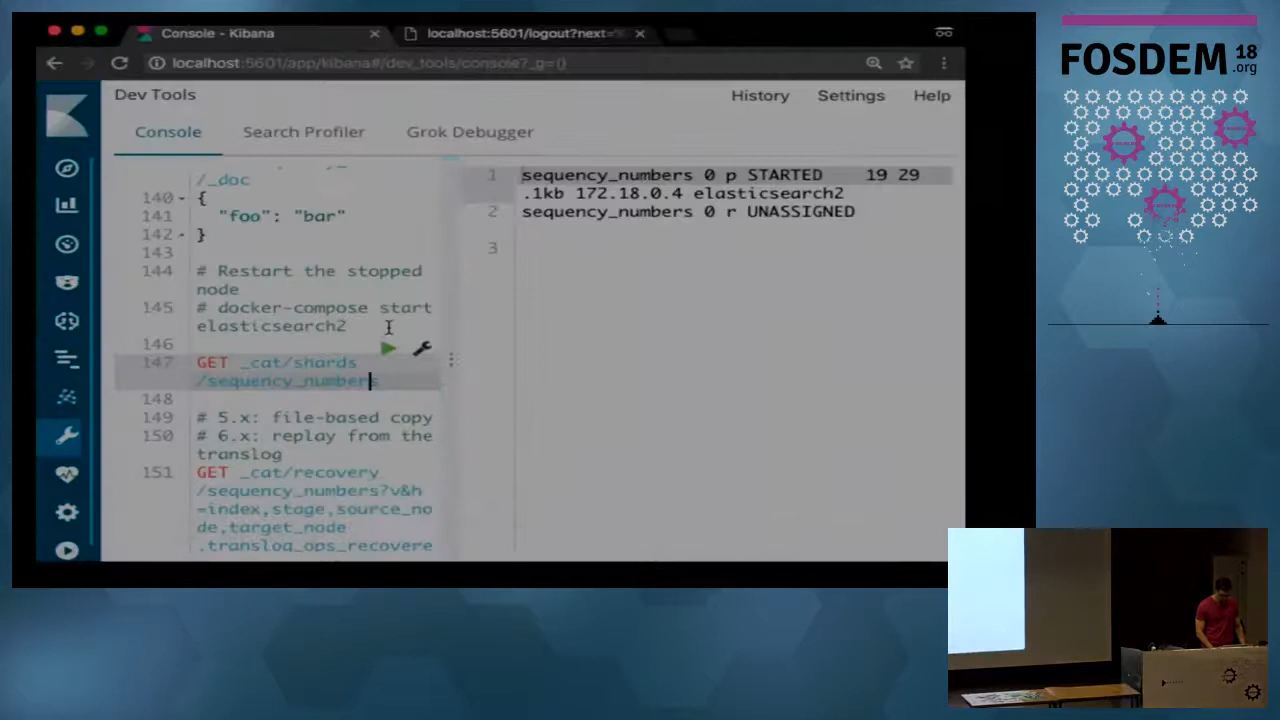 Console - Kibana
localhost:5601/logout?next=%
localhost:5601/app/kibana#/dev_tools/console?_g=()
Dev Tools
History Settings Help
Console Search Profiler Grok Debugger
/_doc
140 {
141 "foo": "bar"
142 }
143
144 # Restart the stopped
node
145 # docker-compose start
elasticsearch2
146
147 GET _cat/shards
/sequency_numbers
148
149 # 5.x: file-based copy
150 # 6.x: replay from the
translog
151 GET _cat/recovery
/sequency_numbers?v&h
=index,stage,source_no
de,target_node
,translog_ops_recovere
1 sequency_numbers 0 p STARTED 19 29
.1kb 172.18.0.4 elasticsearch2
2 sequency_numbers 0 r UNASSIGNED
3
FOSDEM 18
.org